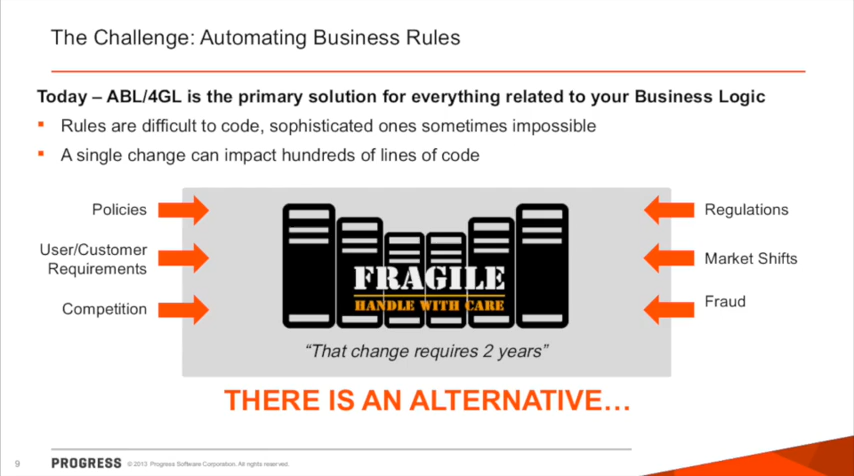 The Challenge: Automating Business Rules
Today – ABL/4GL is the primary solution for everything related to your Business Logic
Rules are difficult to code, sophisticated ones sometimes impossible
A single change can impact hundreds of lines of code
Policies
User/Customer
Requirements
Competition
FRAGILE
HANDLE WITH CARE
"That change requires 2 years"
Regulations
Market Shifts
Fraud
THERE IS AN ALTERNATIVE…
9
PROGRESS
© 2013 Progress Software Corporation. All rights reserved.